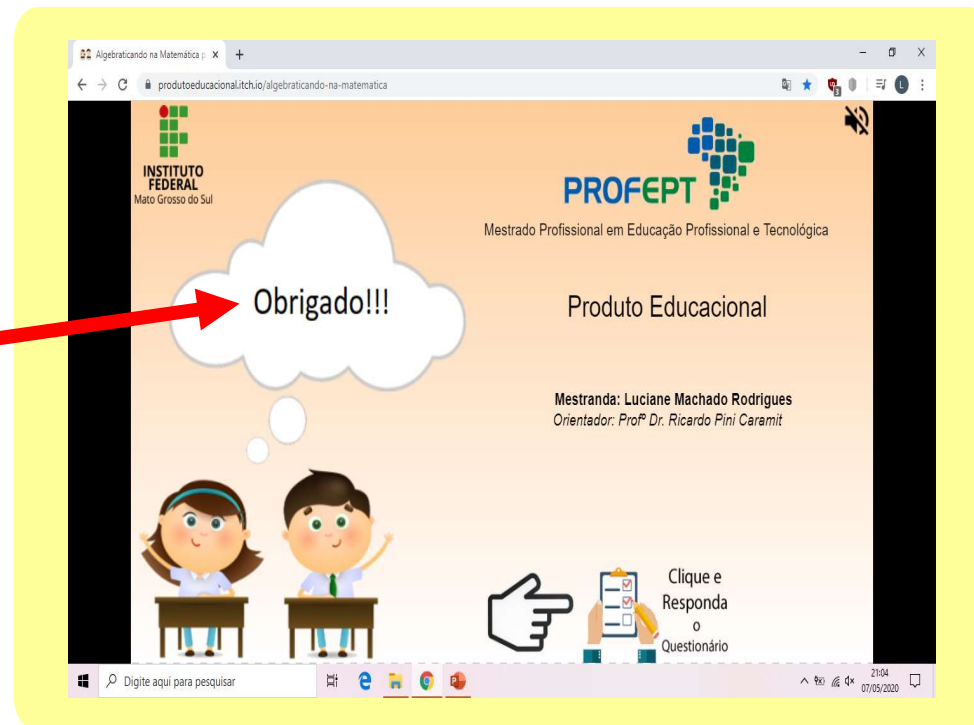 Algebraticando na Matemática p
produtoeducacional.itch.io/algebraticando-na-matematica
3
L
INSTITUTO
FEDERAL
Mato Grosso do Sul
PROFEPT
Mestrado Profissional em Educação Profissional e Tecnológica
Obrigado!!!
Produto Educacional
Mestranda: Luciane Machado Rodrigues
Orientador: Profº Dr. Ricardo Pini Caramit
Clique e
Responda
o
Questionário
Digite aqui para pesquisar
21:04
07/05/2020